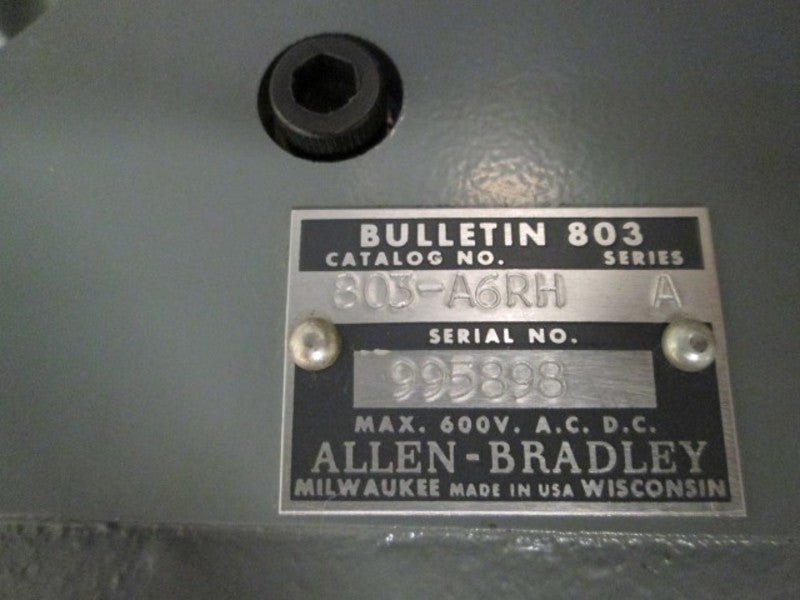 BULLETIN 803
CATALOG NO. SERIES
803-A6RH A
SERIAL NO.
995898
MAX. 600V. A.C. D.C.
ALLEN-BRADLEY
MILWAUKEE MADE IN USA WISCONSIN